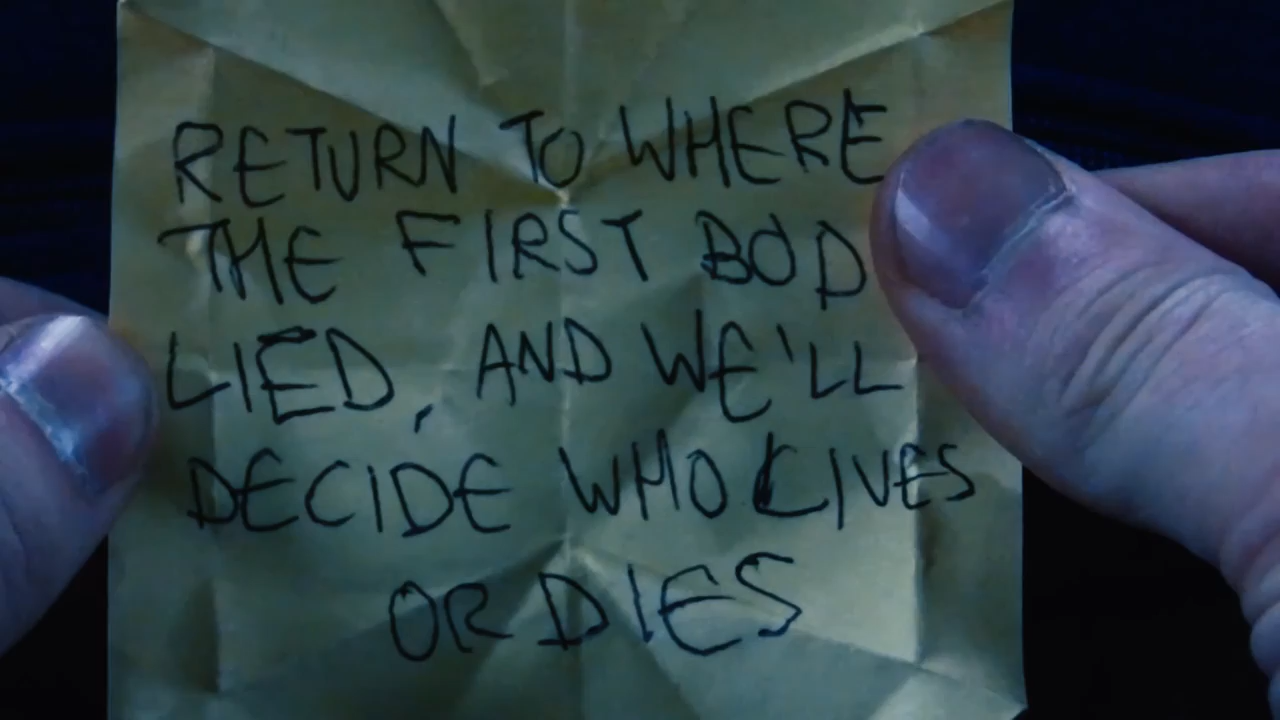 RETURN TO WHERE
THE FIRST BOD
LIED, AND WE'LL
DECIDE WHO LIVES
OR DIES